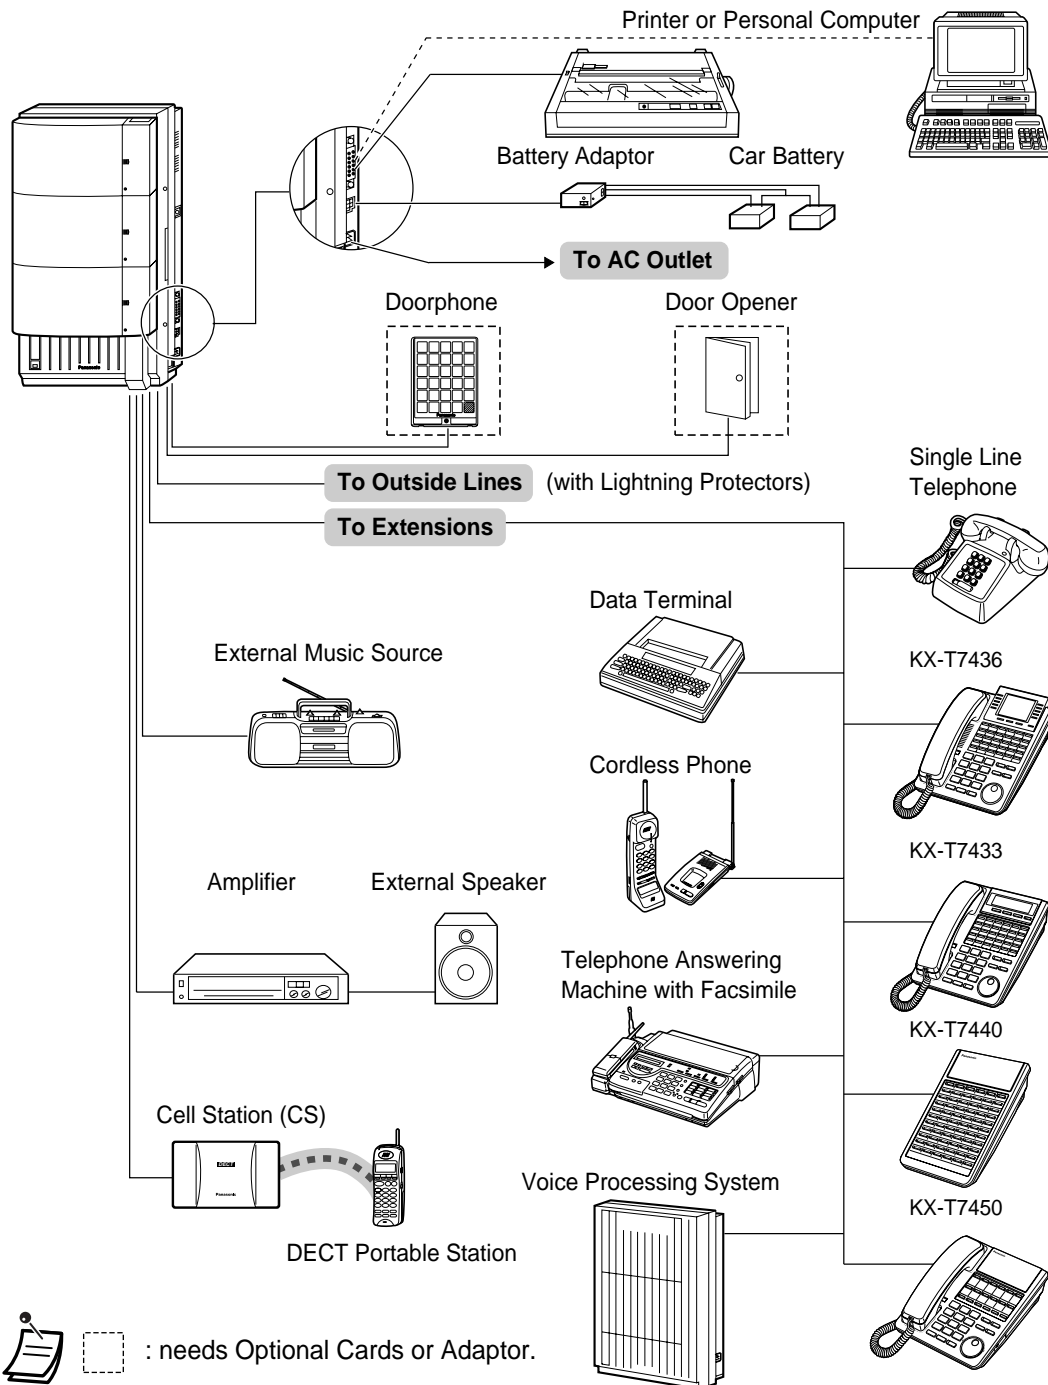 Printer or Personal Computer
Battery Adaptor
Car Battery
To AC Outlet
Doorphone
Door Opener
Panasonic
To Outside Lines (with Lightning Protectors)
To Extensions
Single Line
Telephone
Data Terminal
External Music Source
KX-T7436
Cordless Phone
KX-T7433
Amplifier
External Speaker
Telephone Answering
Machine with Facsimile
KX-T7440
Cell Station (CS)
DECT
Panasonic
Voice Processing System
KX-T7450
DECT Portable Station
: needs Optional Cards or Adaptor.